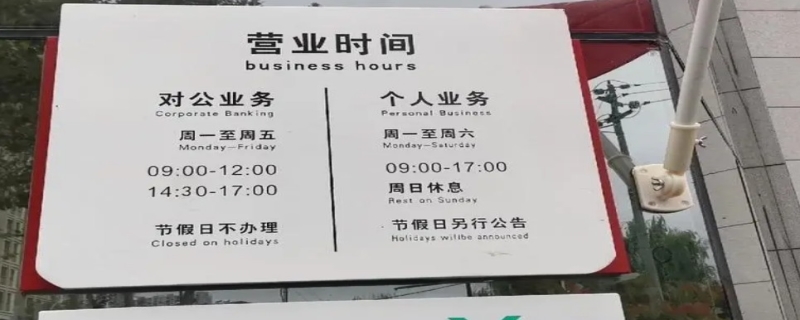 营业时间
business hours
对公业务
Corporate Banking
周一至周五
Monday-Friday
09:00-12:00
14:30-17:00
节假日不办理
Closed on holidays
个人业务
Personal Business
周一至周六
Monday-Saturday
09:00-17:00
周日休息
Rest on Sunday
节假日另行公告
Holidays willbe announced